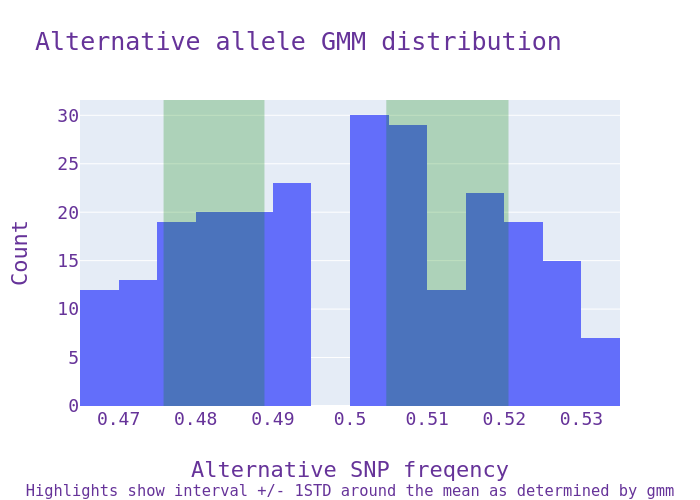 Alternative allele GMM distribution
30
25
20
15
10
5
0
Count
0.47 0.48 0.49 0.5 0.51 0.52 0.53
Alternative SNP freqency
Highlights show interval +/- 1STD around the mean as determined by gmm